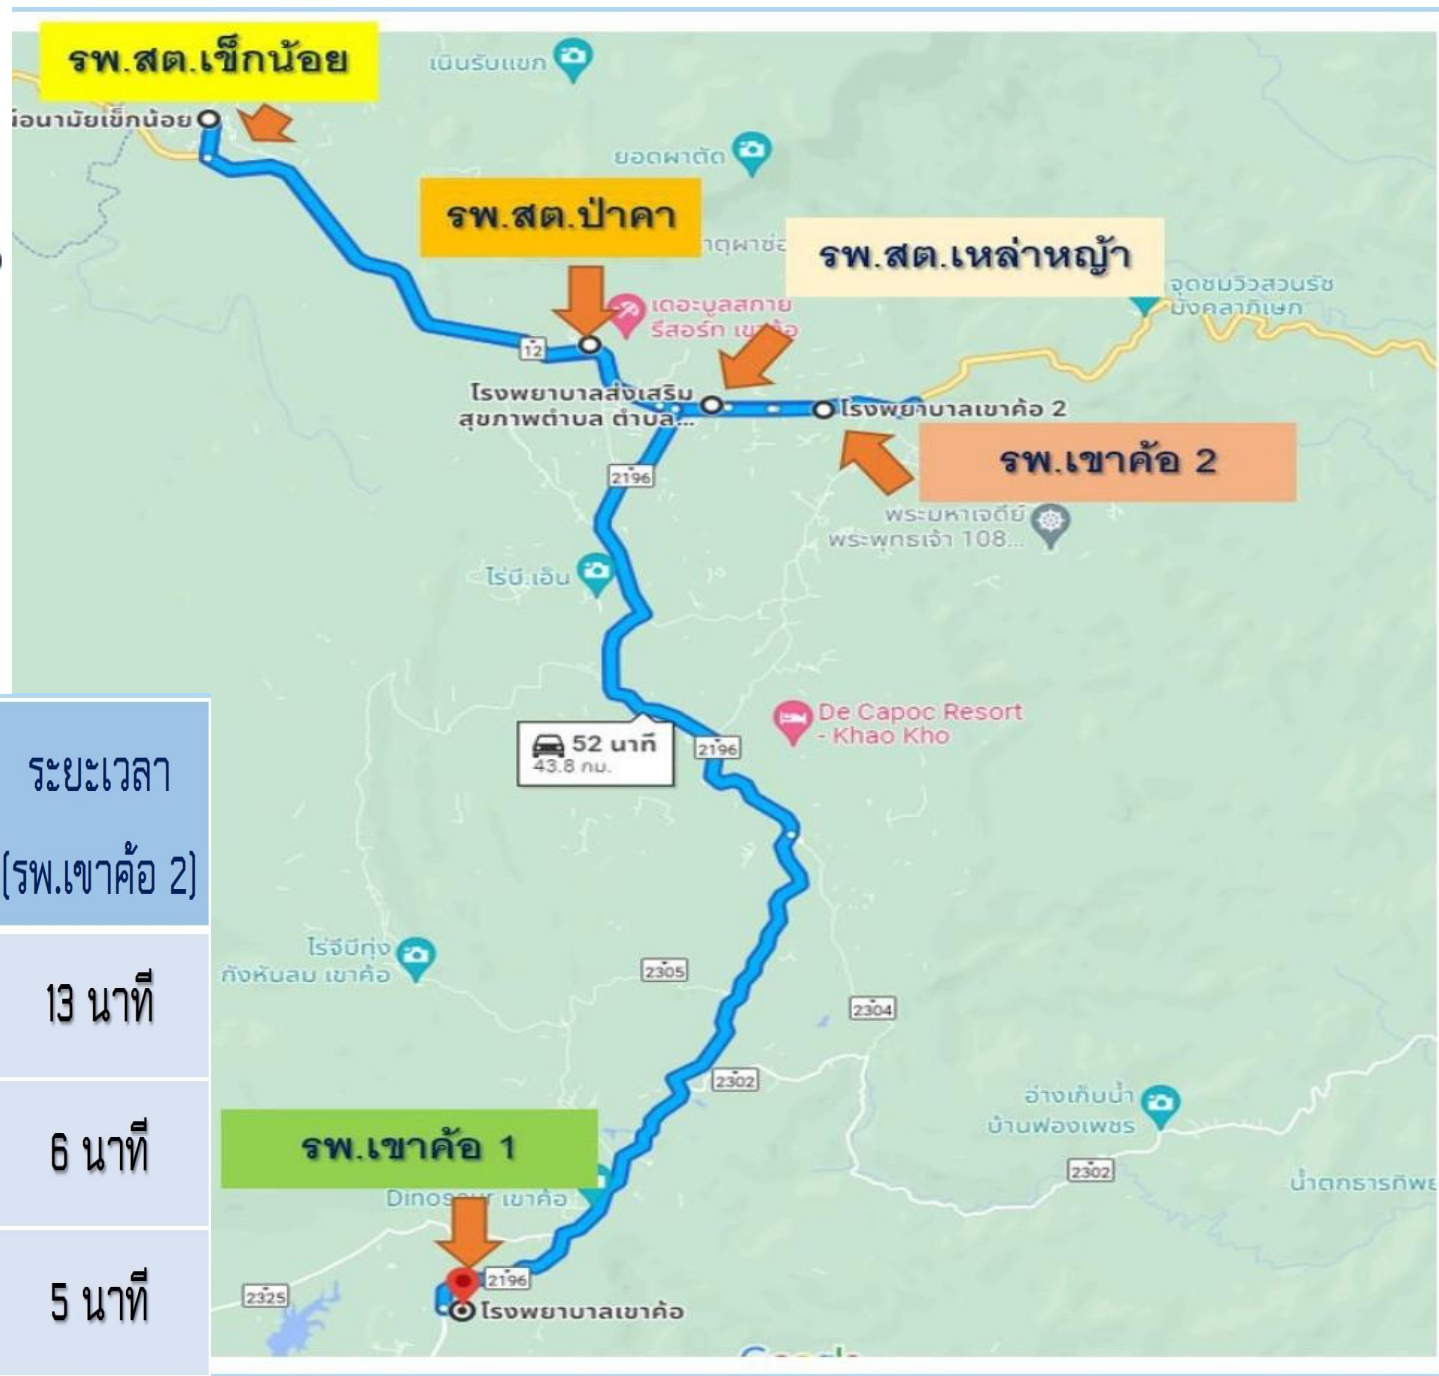 รพ.สต.เข็กน้อย
เนินรับแขก
อนามัยเข็กน้อย
ยอดผาตัด
รพ.สต.ป่าคา
รพ.สต.เหล่าหญ้า
จุดชมวิวสวนรัช
มังคลาภิเษก
เดอะบลูสกาย
รีสอร์ท เขาค้อ
12
โรงพยาบาลส่งเสริม
สุขภาพตำบล ตำบล...
โรงพยาบาลเขาค้อ 2
รพ.เขาค้อ 2
2196
พระมหาเจดีย์
พระพุทธเจ้า 108...
ไร่บี.เอ็น
De Capoc Resort
- Khao Kho
52 นาที
43.8 กม.
2196
ระยะเวลา
(รพ.เขาค้อ 2)
13 นาที
6 นาที
5 นาที
ไร่จีบีทุ่ง
กังหันลม เขาค้อ
2305
2304
2302
อ่างเก็บน้ำ
บ้านฟองเพชร
2302
น้ำตกธารทิพย
รพ.เขาค้อ 1
Dinosaur เขาค้อ
2325
2196
โรงพยาบาลเขาค้อ
Google